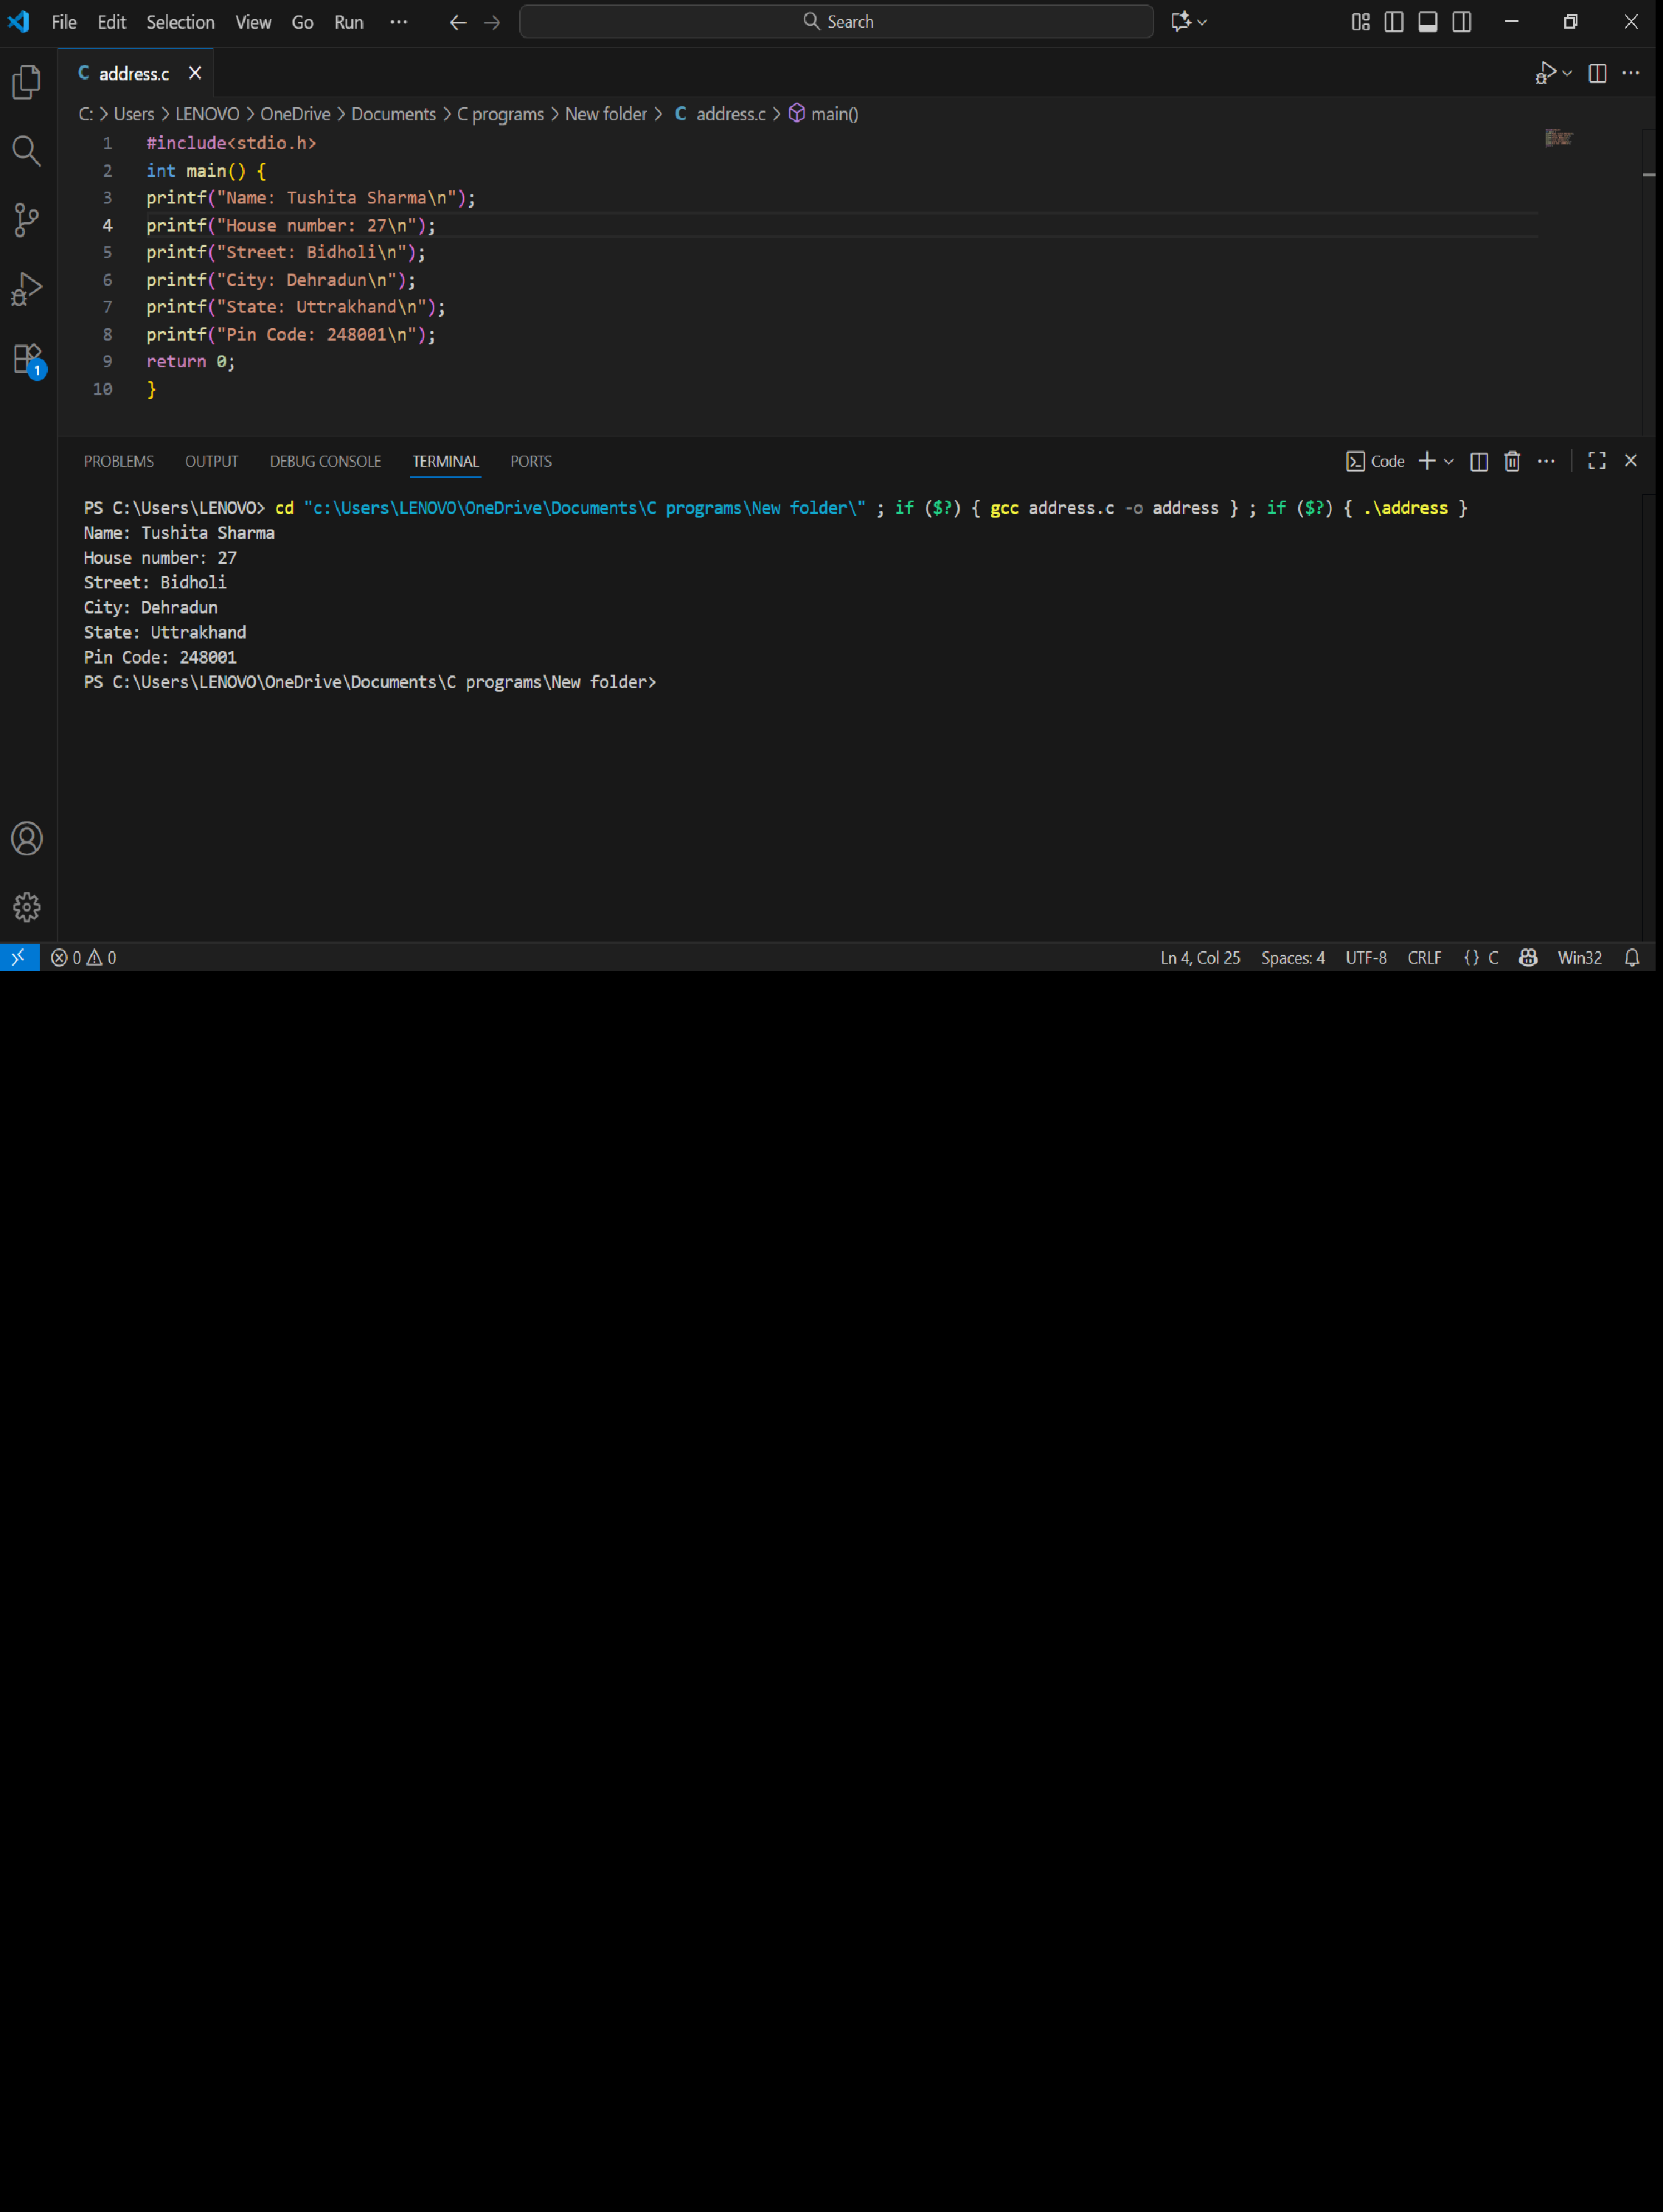 File Edit Selection View Go Run ··· Search
C address.c
C: > Users > LENOVO > OneDrive > Documents > C programs > New folder > C address.c > main()
1 #include<stdio.h>
2 int main() {
3 printf("Name: Tushita Sharma\n");
4 printf("House number: 27\n");
5 printf("Street: Bidholi\n");
6 printf("City: Dehradun\n");
7 printf("State: Uttrakhand\n");
8 printf("Pin Code: 248001\n");
9 return 0;
10 }
1
PROBLEMS OUTPUT DEBUG CONSOLE TERMINAL PORTS Code
PS C:\Users\LENOVO> cd "c:\Users\LENOVO\OneDrive\Documents\C programs\New folder\" ; if ($?) { gcc address.c -o address } ; if ($?) { .\address }
Name: Tushita Sharma
House number: 27
Street: Bidholi
City: Dehradun
State: Uttrakhand
Pin Code: 248001
PS C:\Users\LENOVO\OneDrive\Documents\C programs\New folder>
0 0 Ln 4, Col 25 Spaces: 4 UTF-8 CRLF {} C Win32